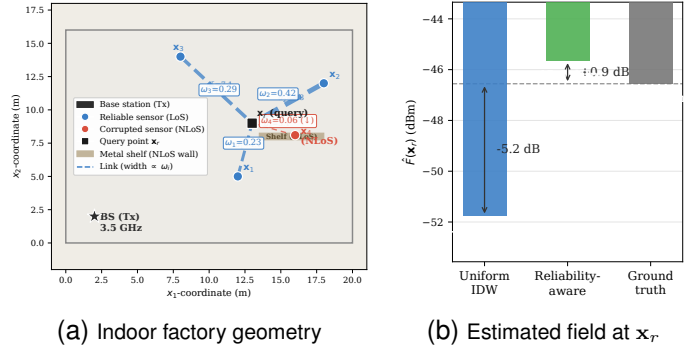 17.5
15.0
12.5
10.0
7.5
5.0
2.5
0.0
x₂-coordinate (m)
x₃
x₂
ω₃=0.29
ω₂=0.42
xᵣ (query)
ω₄=0.06 (↓)
(NLoS)
ω₁=0.23
x₁
Base station (Tx)
Reliable sensor (LoS)
Corrupted sensor (NLoS)
Query point xᵣ
Metal shelf (NLoS wall)
Link (width ∝ ωᵢ)
BS (Tx)
3.5 GHz
0.0 2.5 5.0 7.5 10.0 12.5 15.0 17.5 20.0
x₁-coordinate (m)
(a) Indoor factory geometry
−44
−46
−48
−50
−52
F̂(xᵣ) (dBm)
-5.2 dB
0.9 dB
Uniform
IDW
Reliability-
aware
Ground
truth
(b) Estimated field at xᵣ